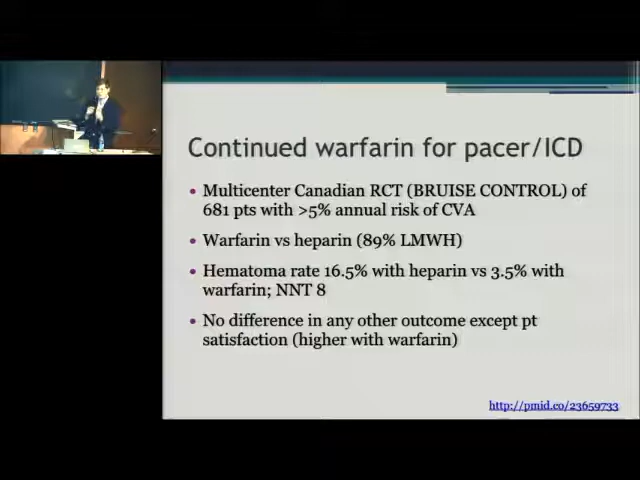 Continued warfarin for pacer/ICD
• Multicenter Canadian RCT (BRUISE CONTROL) of
681 pts with >5% annual risk of CVA
• Warfarin vs heparin (89% LMWH)
• Hematoma rate 16.5% with heparin vs 3.5% with
warfarin; NNT 8
• No difference in any other outcome except pt
satisfaction (higher with warfarin)
http://pmid.co/23659733